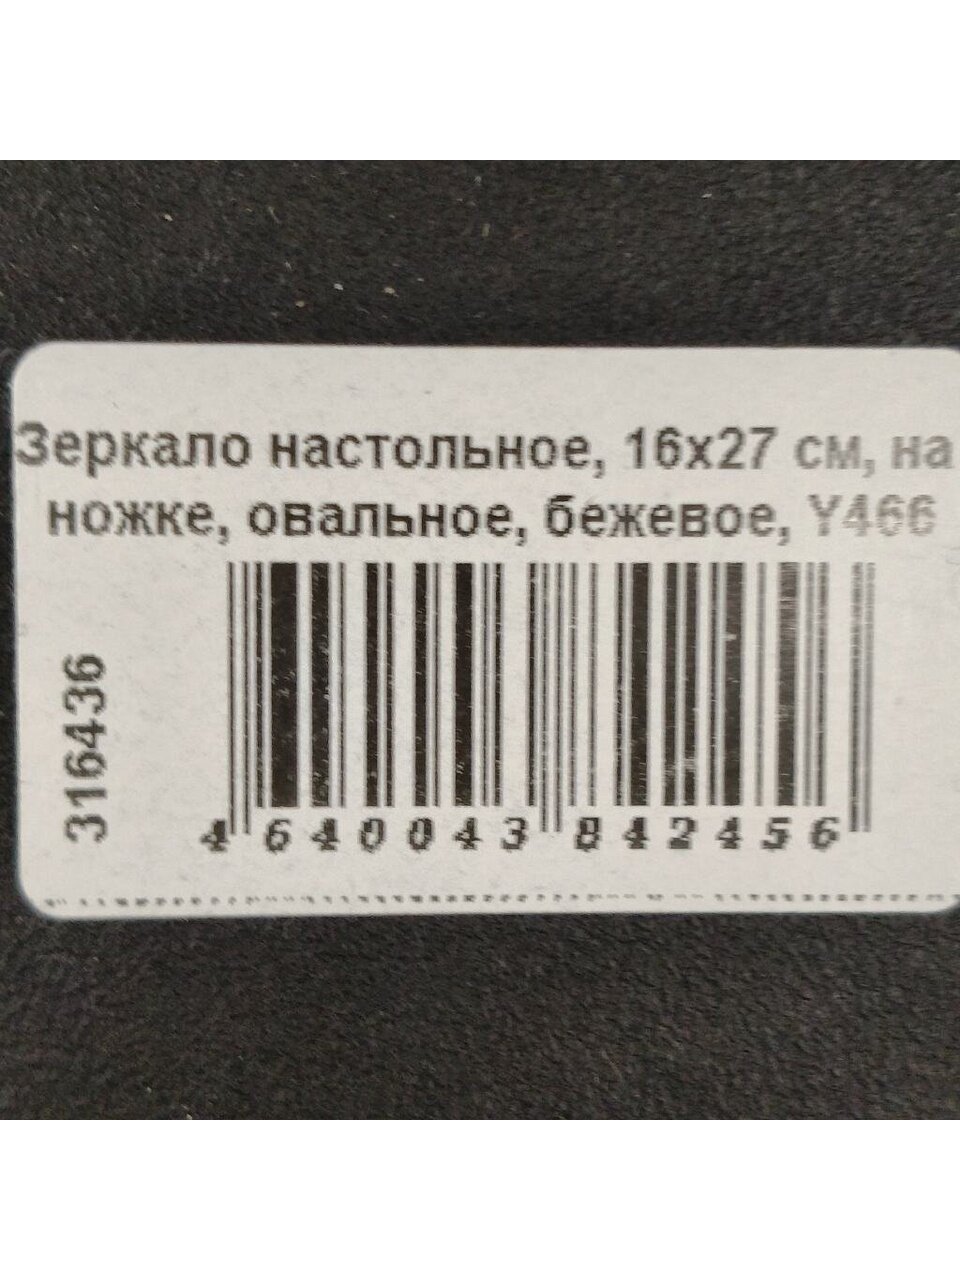 Зеркало настольное, 16x27 см, на
ножке, овальное, бежевое, Y466
316436
4 640043 842456